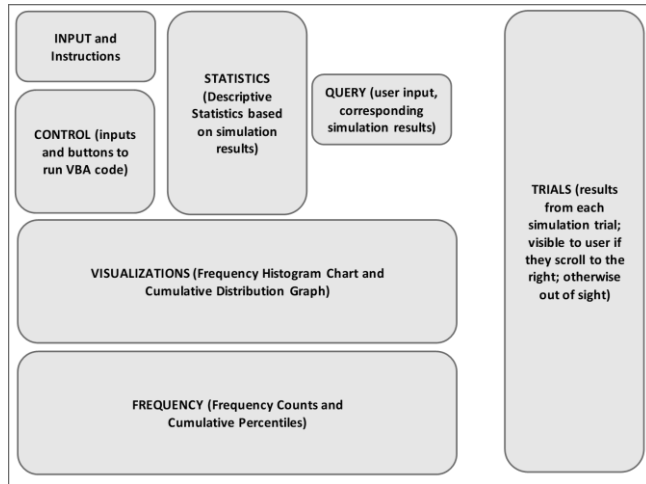 INPUT and
Instructions
CONTROL (inputs
and buttons to
run VBA code)
STATISTICS
(Descriptive
Statistics based
on simulation
results)
QUERY (user input,
corresponding
simulation results)
TRIALS (results
from each
simulation trial;
visible to user if
they scroll to the
right; otherwise
out of sight)
VISUALIZATIONS (Frequency Histogram Chart and
Cumulative Distribution Graph)
FREQUENCY (Frequency Counts and
Cumulative Percentiles)